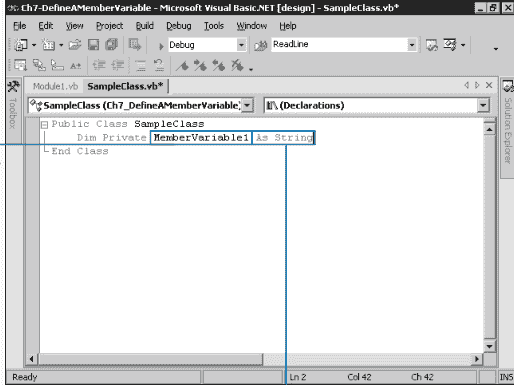 Ch7-DefineAMemberVariable - Microsoft Visual Basic.NET [design] - SampleClass.vb*
File Edit View Project Build Debug Tools Window Help
Debug ReadLine
Module1.vb SampleClass.vb*
SampleClass (Ch7_DefineAMemberVariable) (Declarations)
Toolbox
Solution Explorer
Public Class SampleClass
Dim Private MemberVariable1 As String
End Class
Ready Ln 2 Col 42 Ch 42 INS